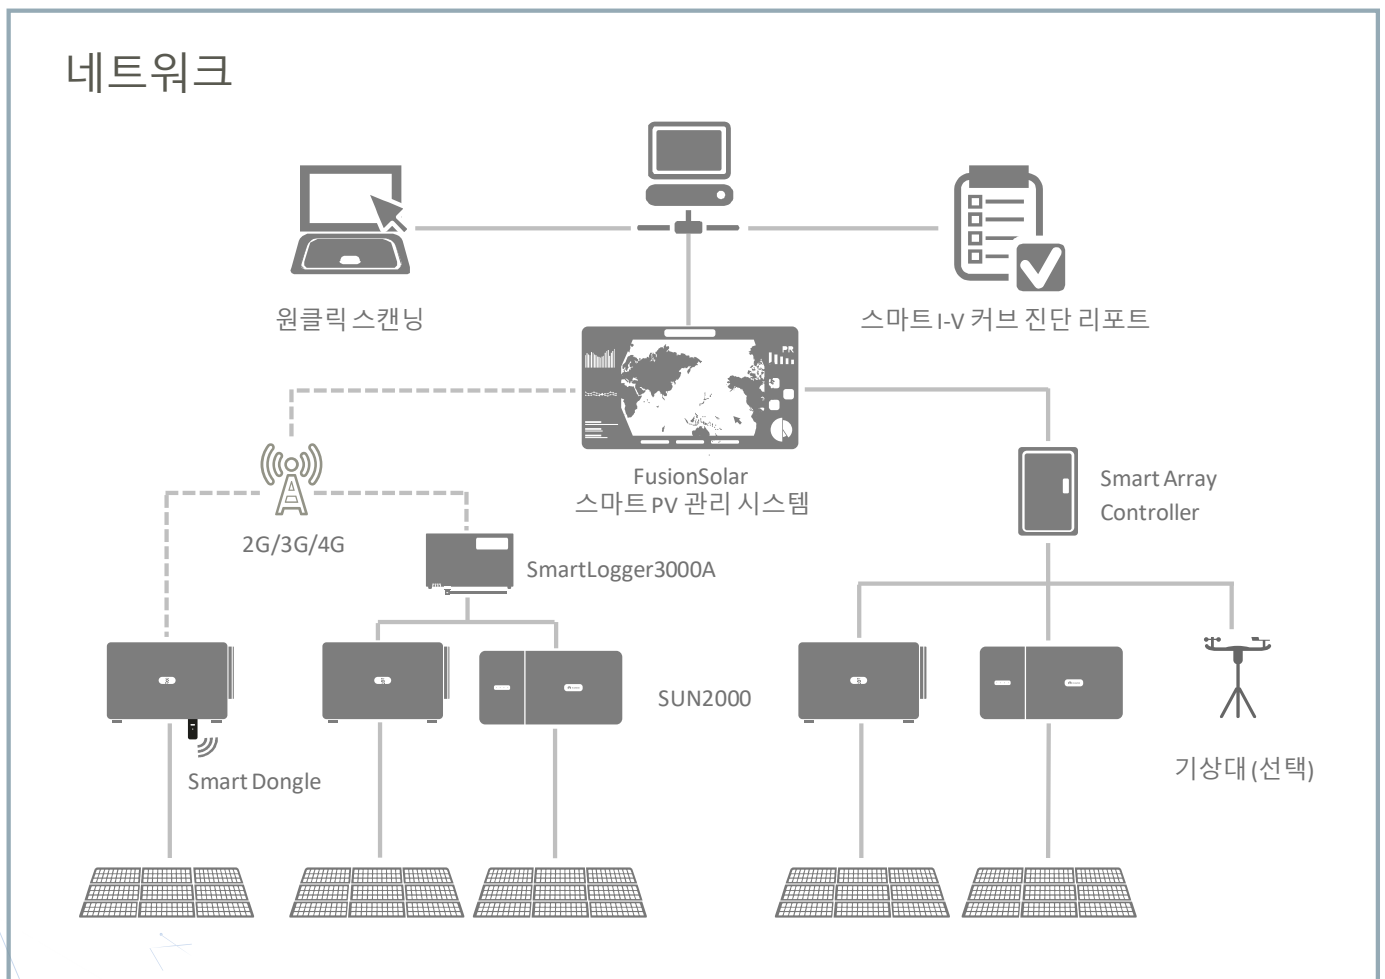 네트워크
원클릭 스캔닝
스마트 I-V 커브 진단 리포트
PR
FusionSolar
스마트 PV 관리 시스템
Smart Array
Controller
2G/3G/4G
SmartLogger3000A
SUN2000
Smart Dongle
기상대 (선택)